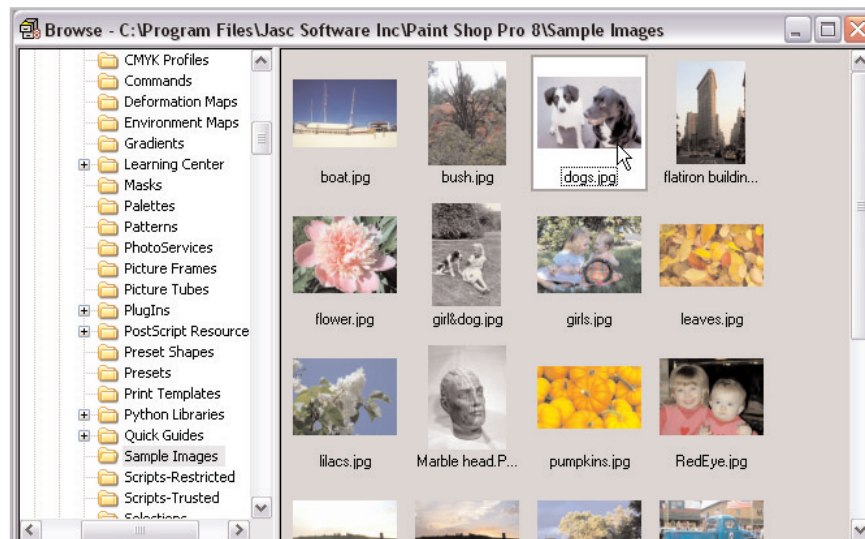 Browse - C:\Program Files\Jasc Software Inc\Paint Shop Pro 8\Sample Images
CMYK Profiles
Commands
Deformation Maps
Environment Maps
Gradients
Learning Center
Masks
Palettes
Patterns
PhotoServices
Picture Frames
Picture Tubes
PlugIns
PostScript Resource
Preset Shapes
Presets
Print Templates
Python Libraries
Quick Guides
Sample Images
Scripts-Restricted
Scripts-Trusted
Selections
boat.jpg
bush.jpg
dogs.jpg
flatiron buildin...
flower.jpg
girl&dog.jpg
girls.jpg
leaves.jpg
lilacs.jpg
Marble head.P...
pumpkins.jpg
RedEye.jpg